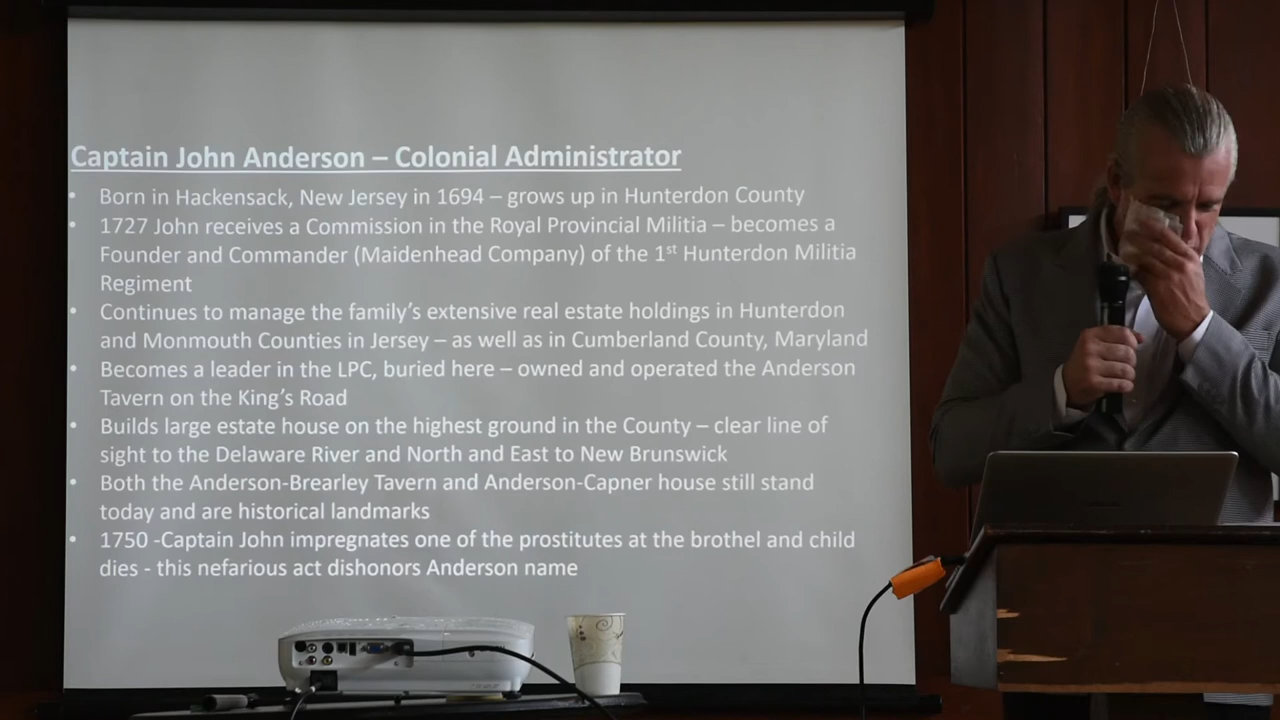 Captain John Anderson – Colonial Administrator
• Born in Hackensack, New Jersey in 1694 – grows up in Hunterdon County
• 1727 John receives a Commission in the Royal Provincial Militia – becomes a
Founder and Commander (Maidenhead Company) of the 1st Hunterdon Militia
Regiment
• Continues to manage the family's extensive real estate holdings in Hunterdon
and Monmouth Counties in Jersey – as well as in Cumberland County, Maryland
• Becomes a leader in the LPC, buried here – owned and operated the Anderson
Tavern on the King's Road
• Builds large estate house on the highest ground in the County – clear line of
sight to the Delaware River and North and East to New Brunswick
• Both the Anderson-Brearley Tavern and Anderson-Capner house still stand
today and are historical landmarks
• 1750 -Captain John impregnates one of the prostitutes at the brothel and child
dies - this nefarious act dishonors Anderson name